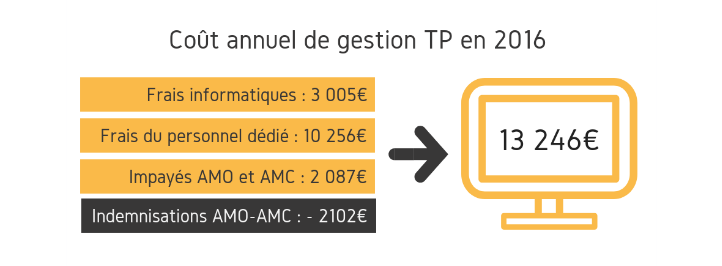 Coût annuel de gestion TP en 2016
Frais informatiques : 3 005€
Frais du personnel dédié : 10 256€
Impayés AMO et AMC : 2 087€
Indemnisations AMO-AMC : - 2102€
13 246€